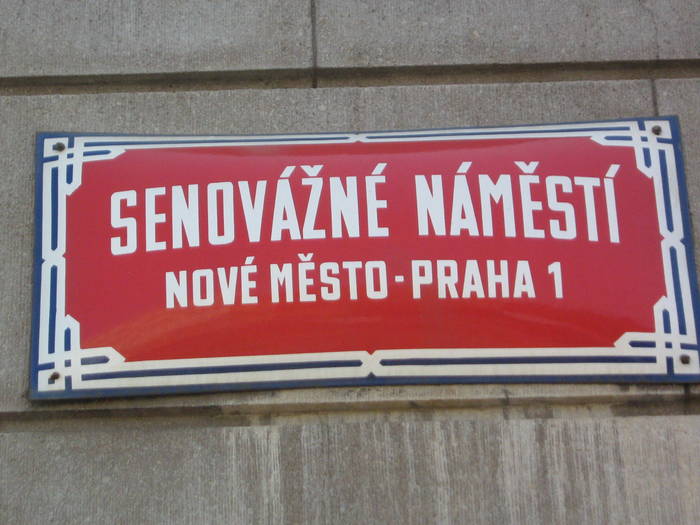 SENOVÁŽNÉ NÁMĚSTÍ
NOVÉ MĚSTO - PRAHA 1